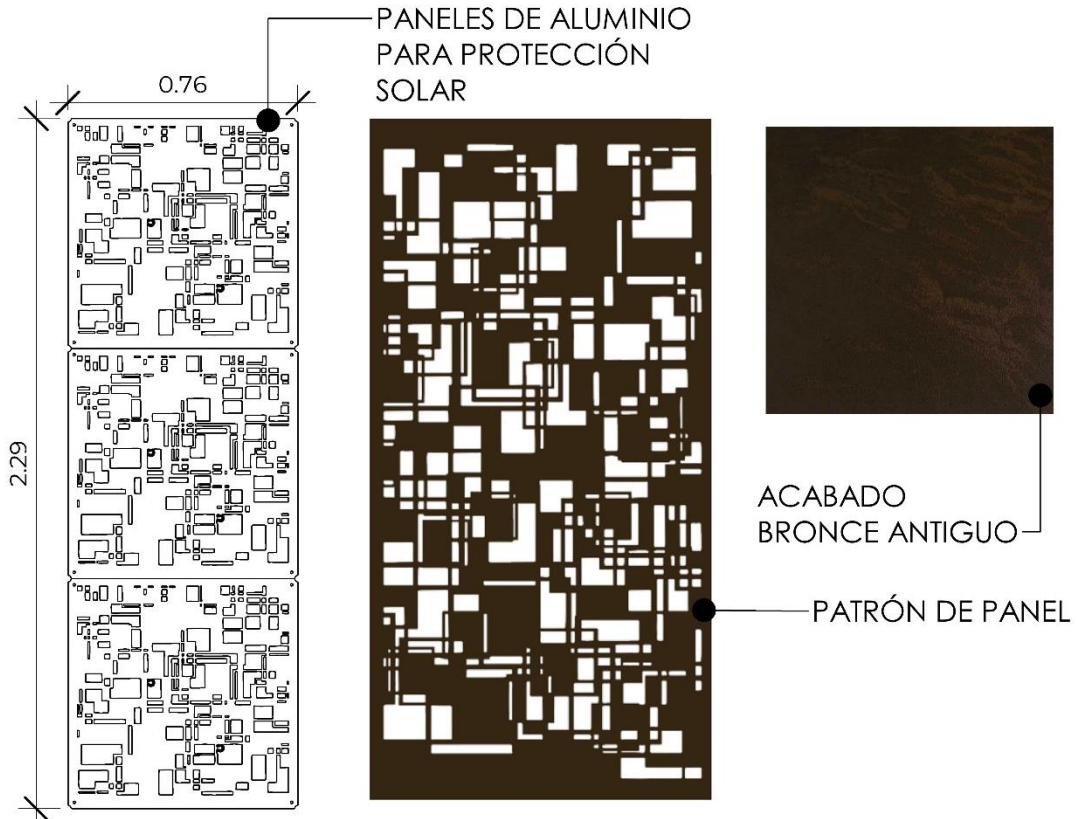 PANELES DE ALUMINIO
PARA PROTECCIÓN
SOLAR
0.76
2.29
ACABADO
BRONCE ANTIGUO
PATRÓN DE PANEL